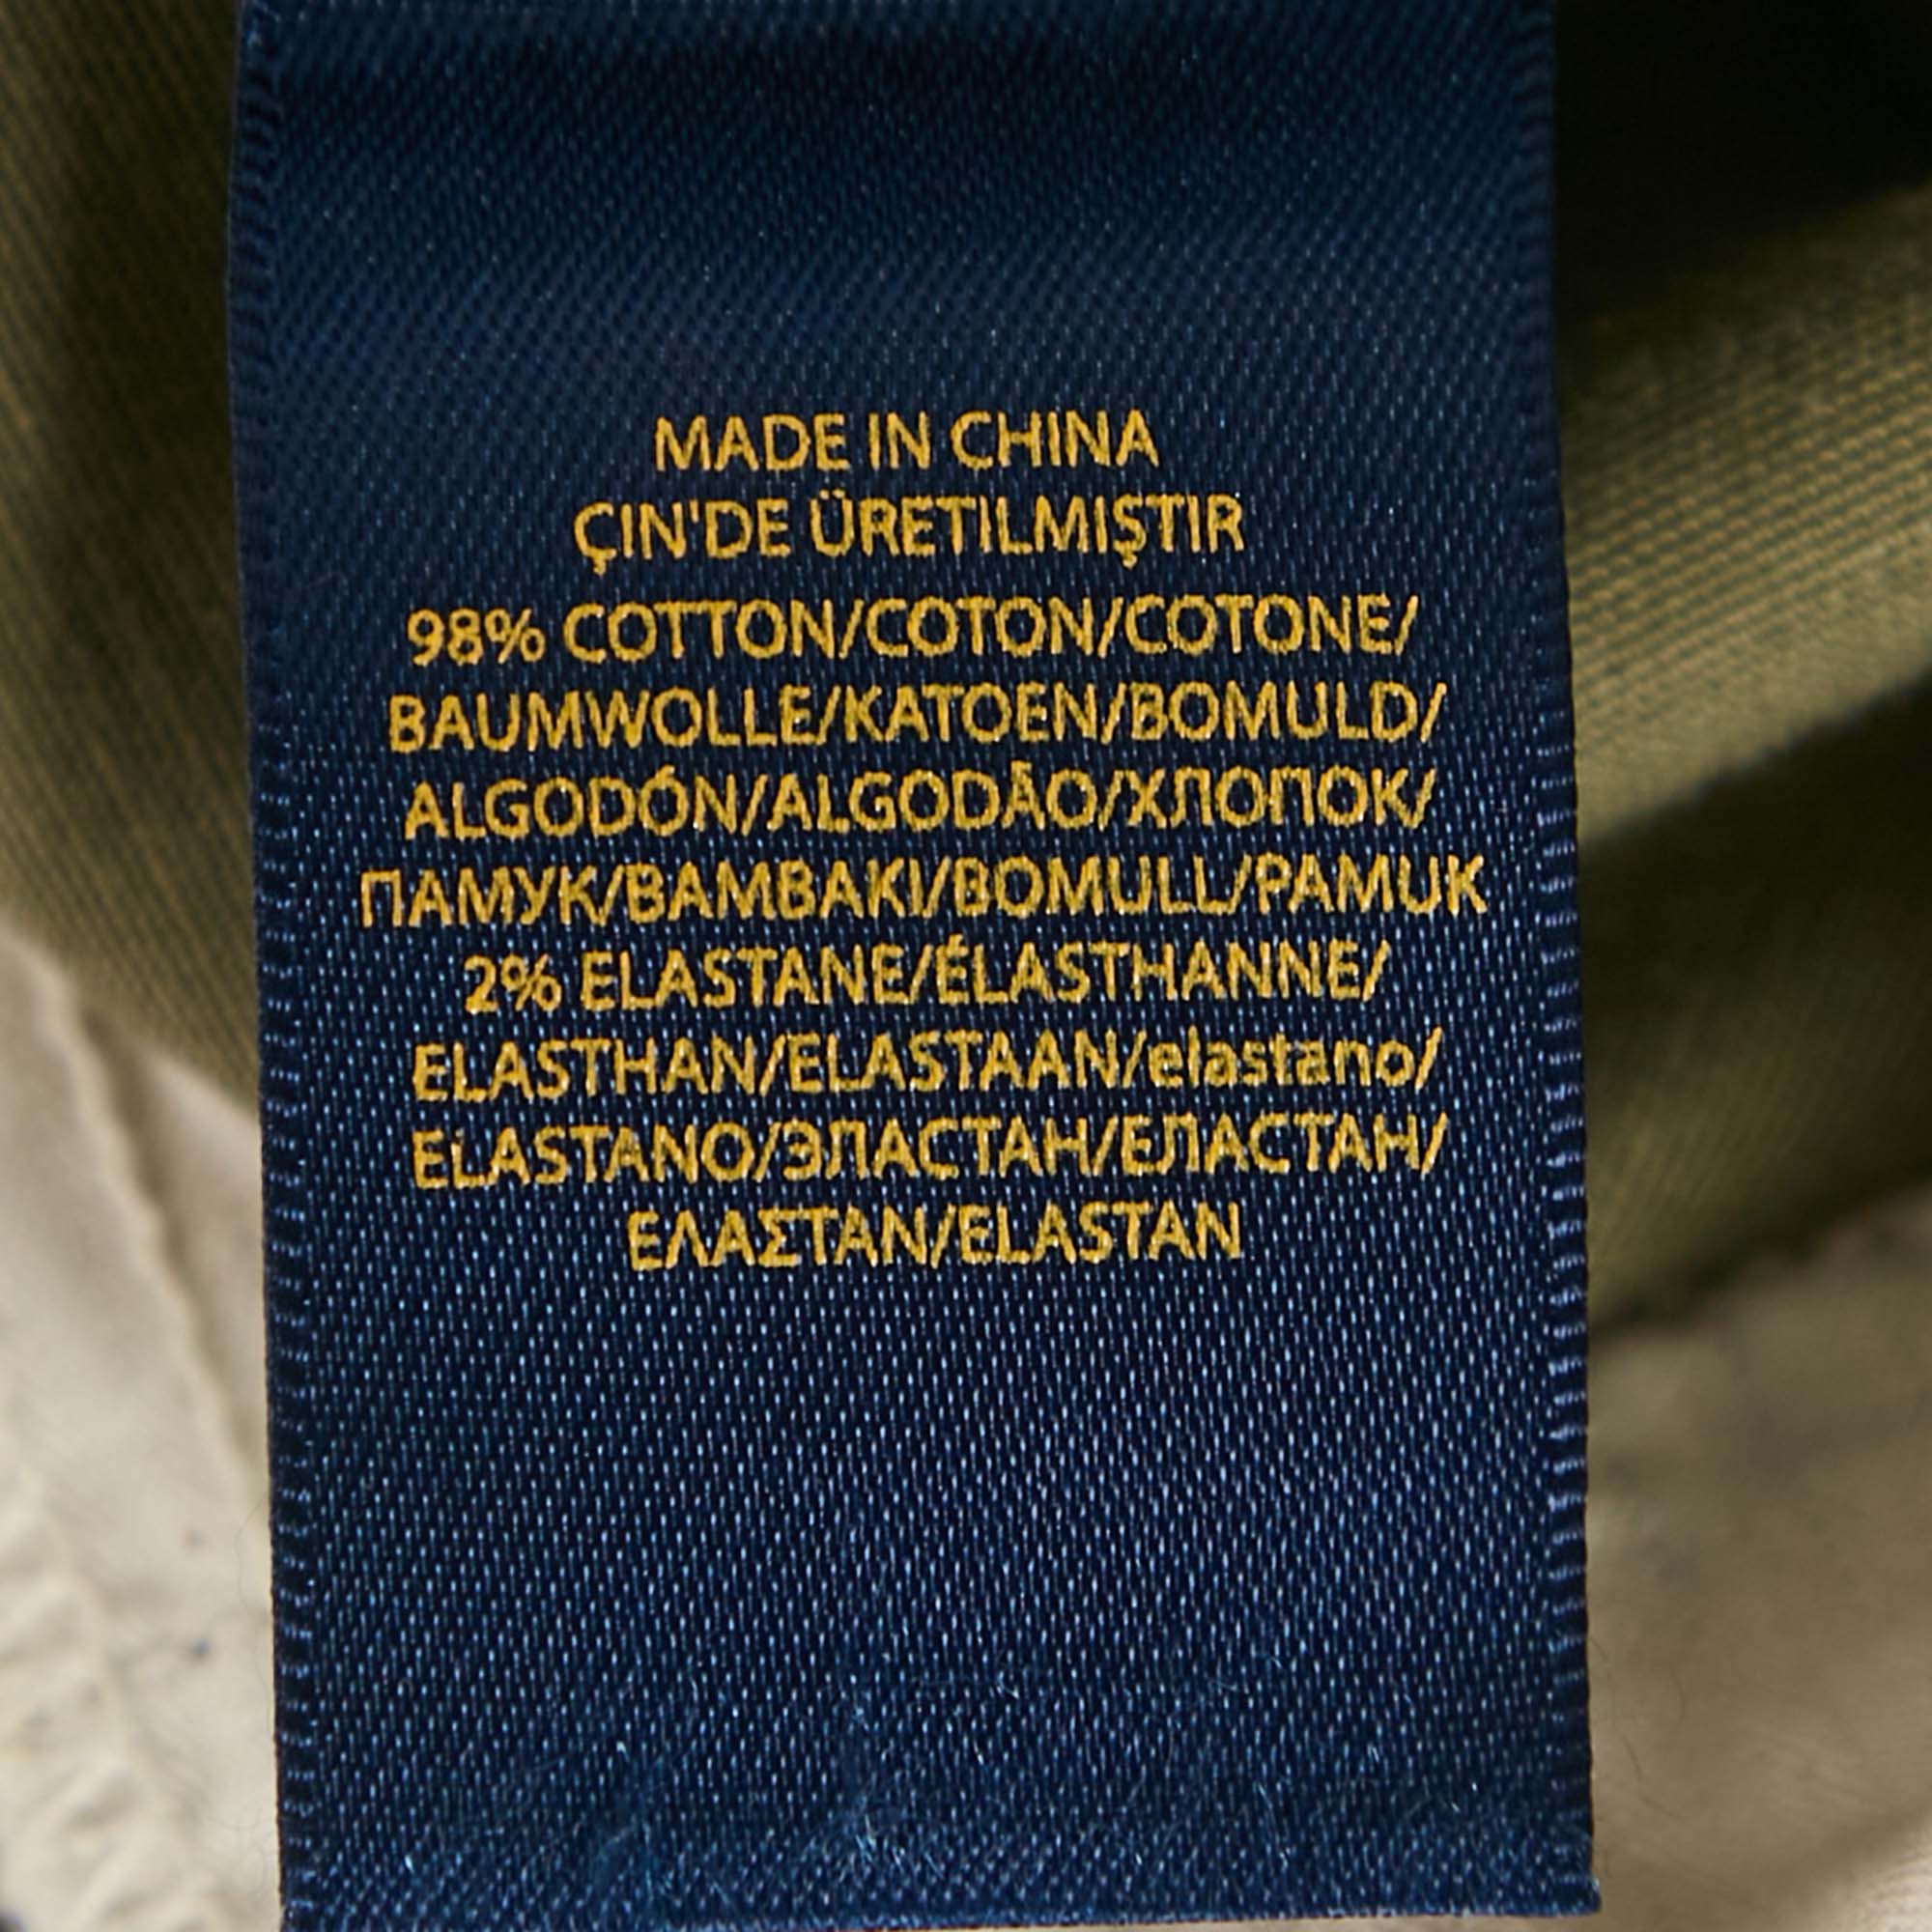 MADE IN CHINA
ÇIN'DE ÜRETILMIŞTIR
98% COTTON/COTON/COTONE/
BAUMWOLLE/KATOEN/BOMULD/
ALGODÓN/ALGODÃO/ХЛОПОК/
ПАМУК/ΒΑΜΒΑΚΙ/BOMULL/PAMUK
2% ELASTANE/ÉLASTHANNE/
ELASTHAN/ELASTAAN/elastano/
ELASTANO/ЭЛАСТАН/ЕЛАСТАН/
ΕΛΑΣΤΑΝ/ELASTAN